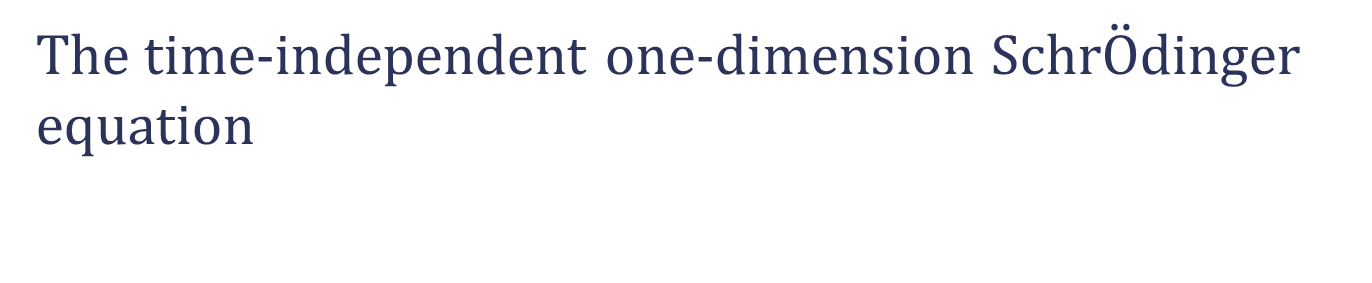 The time-independent one-dimension SchrÖdinger
equation